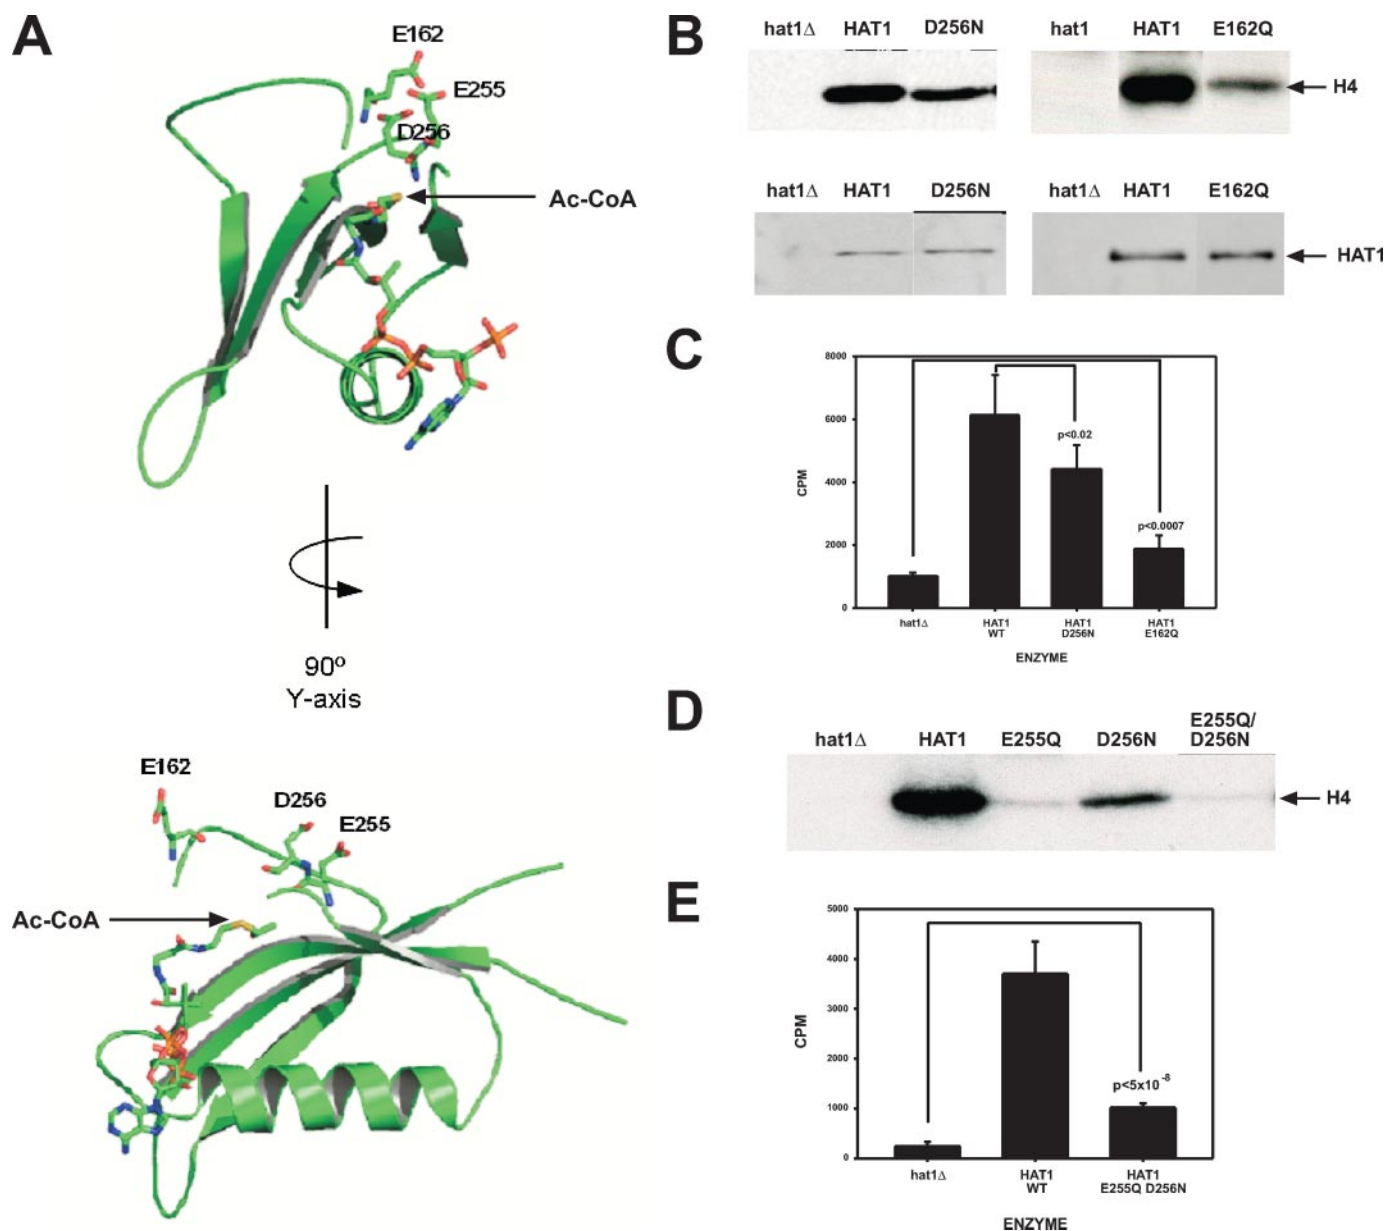 A
E162
E255
D256
Ac-CoA
90º
Y-axis
E162
D256
E255
Ac-CoA
B
hat1Δ HAT1 D256N
hat1 HAT1 E162Q
H4
hat1Δ HAT1 D256N
hat1Δ HAT1 E162Q
HAT1
C
8000
6000
4000
2000
0
CPM
p<0.02
p<0.0007
hat1Δ
HAT1
WT
HAT1
D256N
HAT1
E162Q
ENZYME
D
hat1Δ HAT1 E255Q D256N E255Q/
D256N
H4
E
5000
4000
3000
2000
1000
0
CPM
p<5x10⁻⁸
hat1Δ
HAT1
WT
HAT1
E255Q D256N
ENZYME